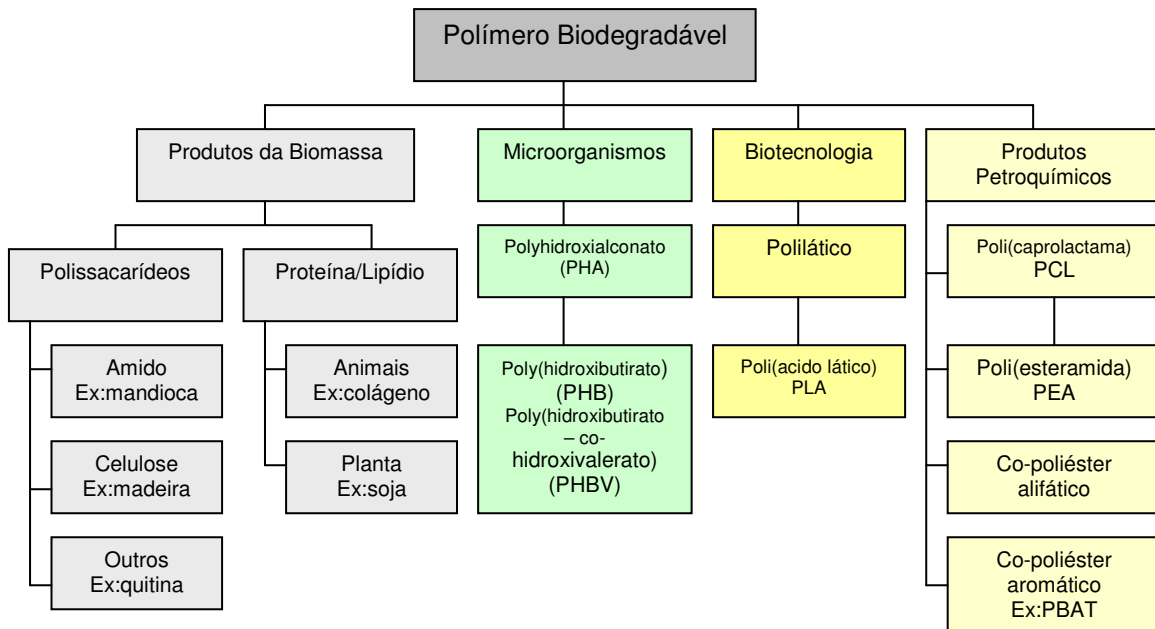 Polímero Biodegradável
Produtos da Biomassa
Microorganismos
Biotecnologia
Produtos
Petroquímicos
Polissacarídeos
Proteína/Lipídio
Polyhidroxialconato
(PHA)
Polilático
Poli(caprolactama)
PCL
Amido
Ex:mandioca
Animais
Ex:colágeno
Poly(hidroxibutirato)
(PHB)
Poly(hidroxibutirato
– co-
hidroxivalerato)
(PHBV)
Poli(acido lático)
PLA
Poli(esteramida)
PEA
Celulose
Ex:madeira
Planta
Ex:soja
Co-poliéster
alifático
Outros
Ex:quitina
Co-poliéster
aromático
Ex:PBAT